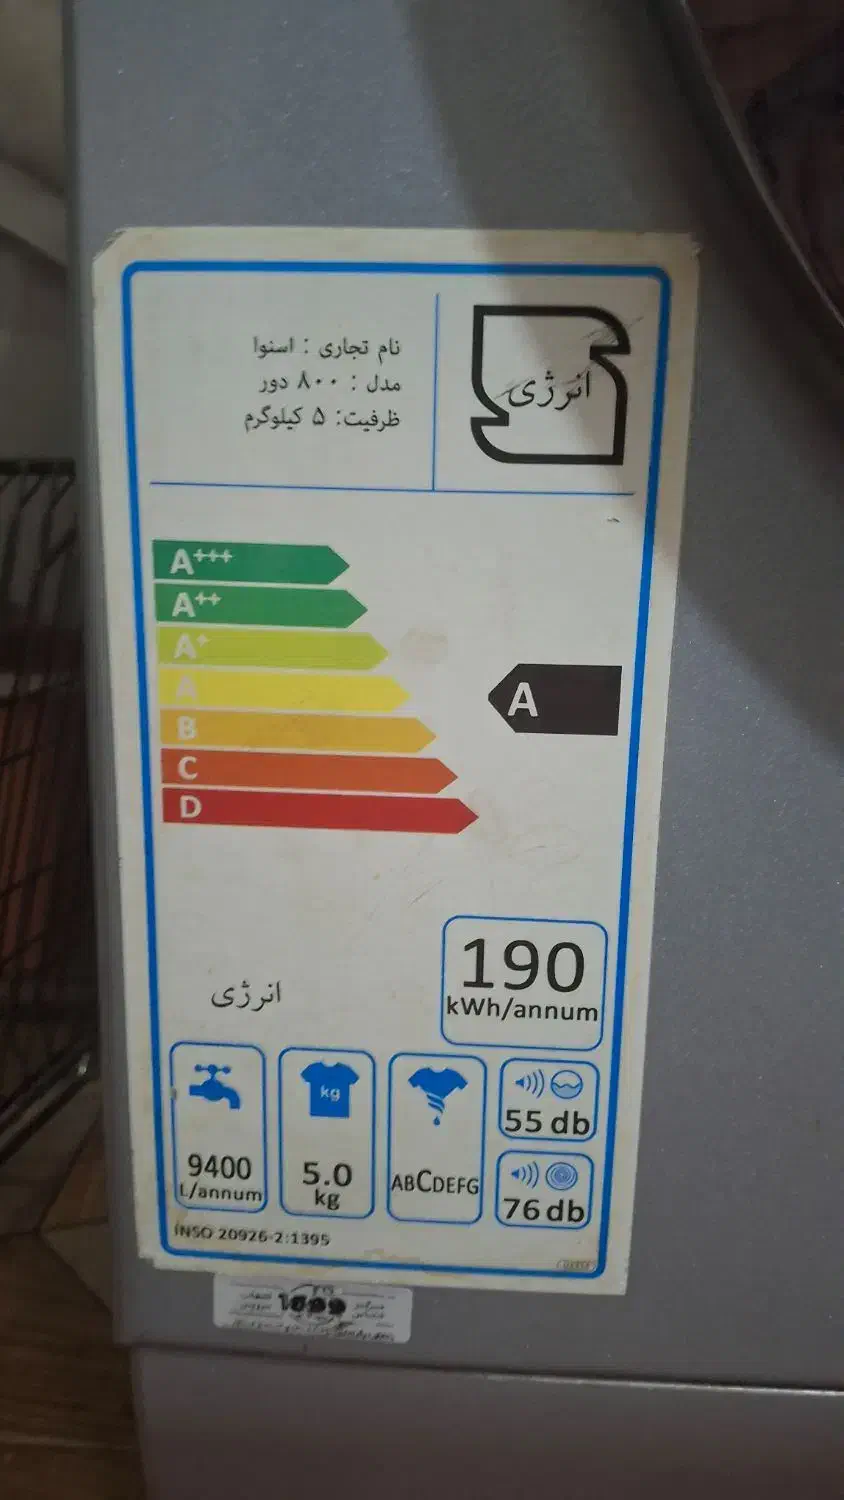 نام تجاری : اسنوا
مدل : ۸۰۰ دور
ظرفیت: ۵ کیلوگرم
انرژی
A+++
A++
A+
A
B
C
D
A
190
kWh/annum
انرژی
9400
L/annum
kg
5.0
kg
ABCDEFG
55 db
76 db
INSO 20926-2:1395